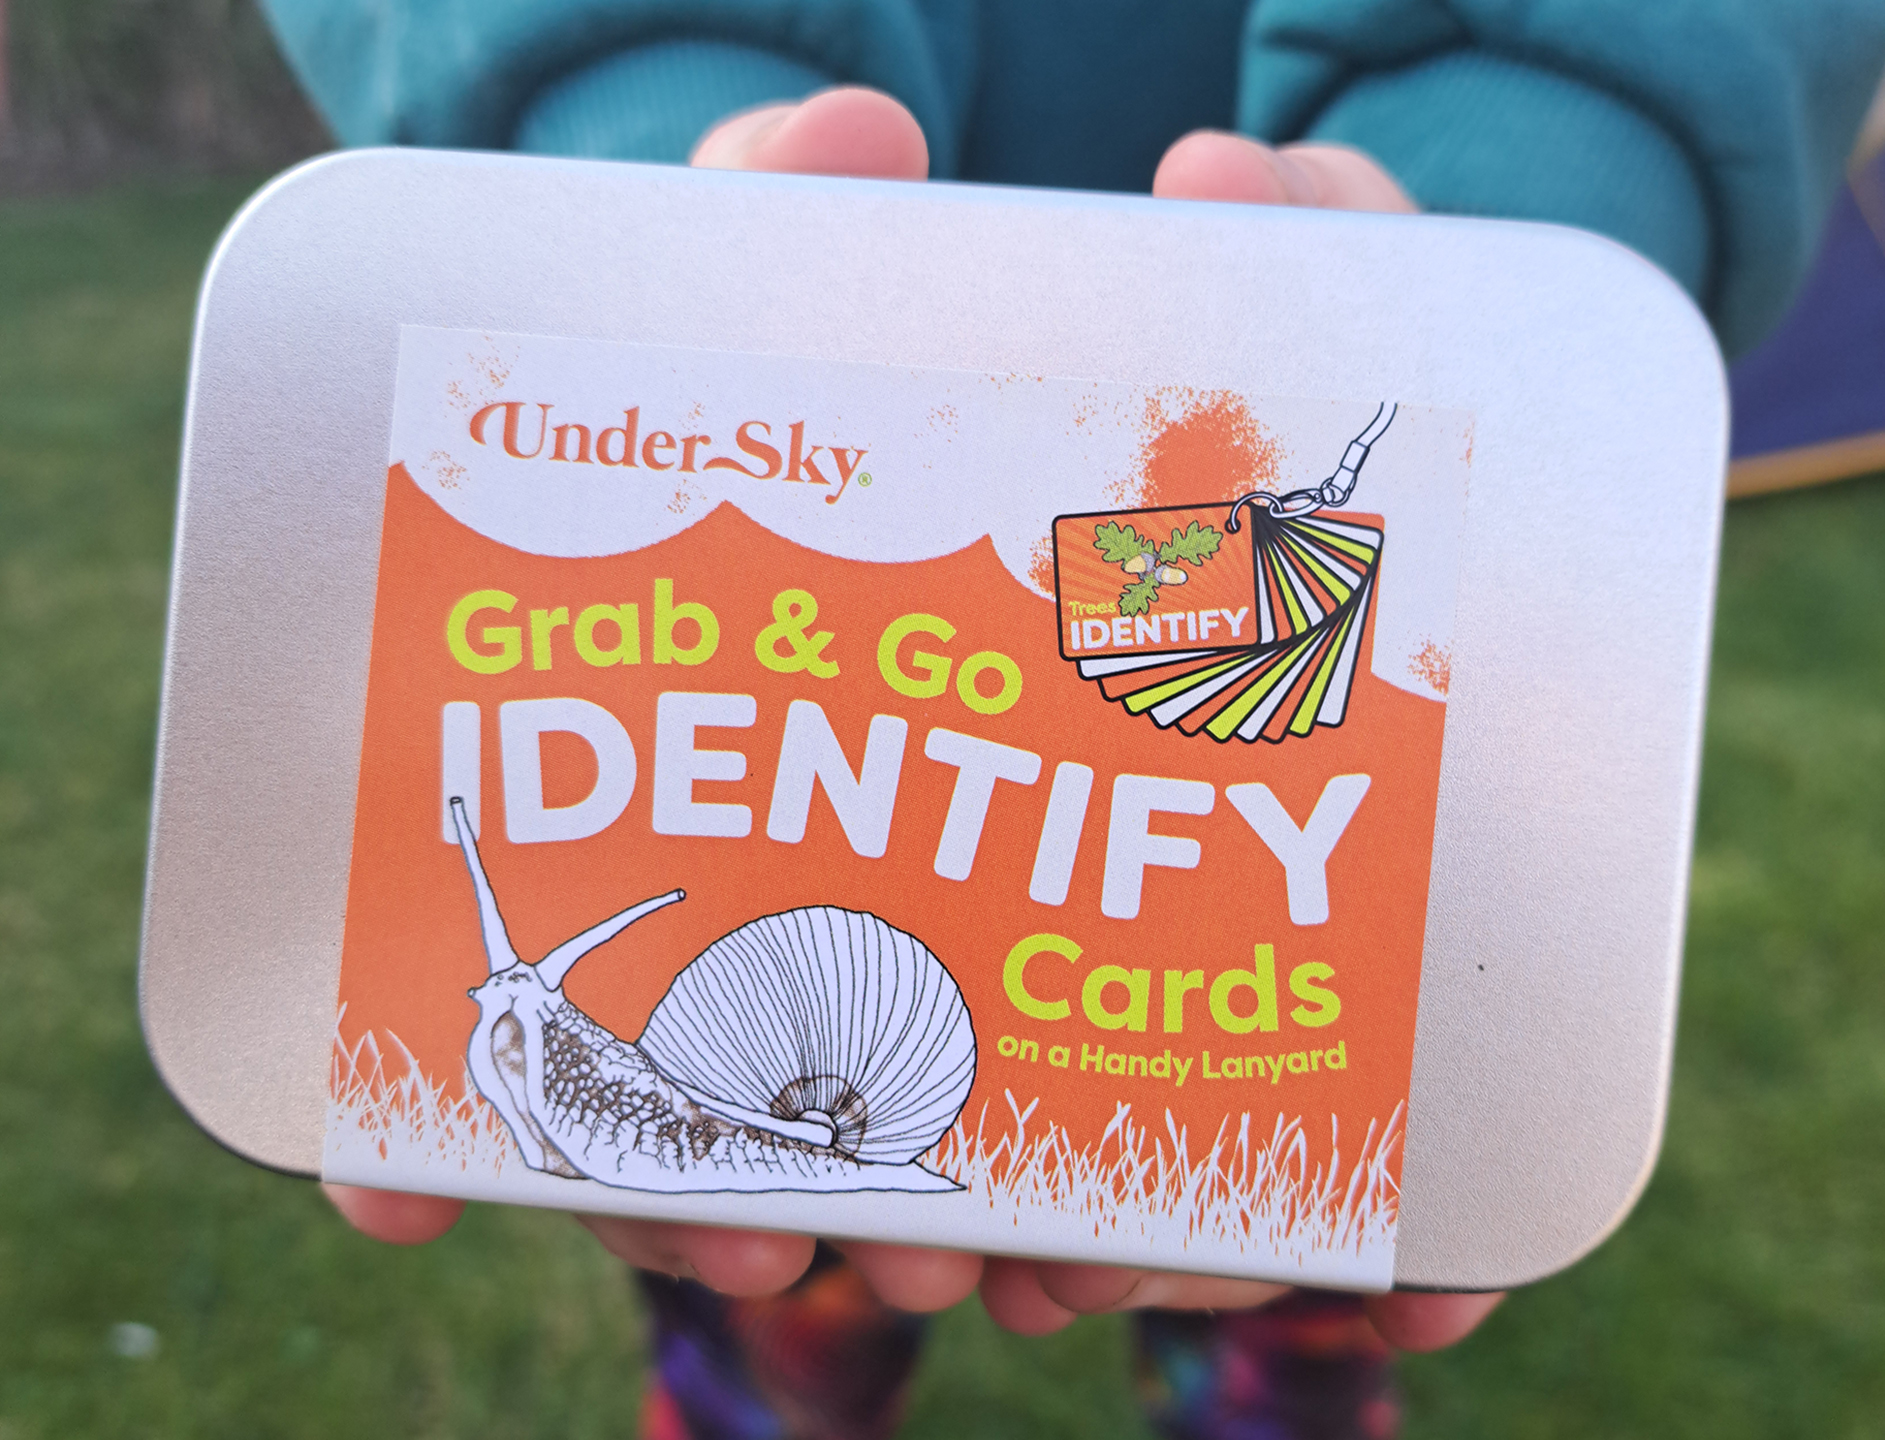 Under Sky®
Trees
IDENTIFY
Grab & Go
IDENTIFY
Cards
on a Handy Lanyard